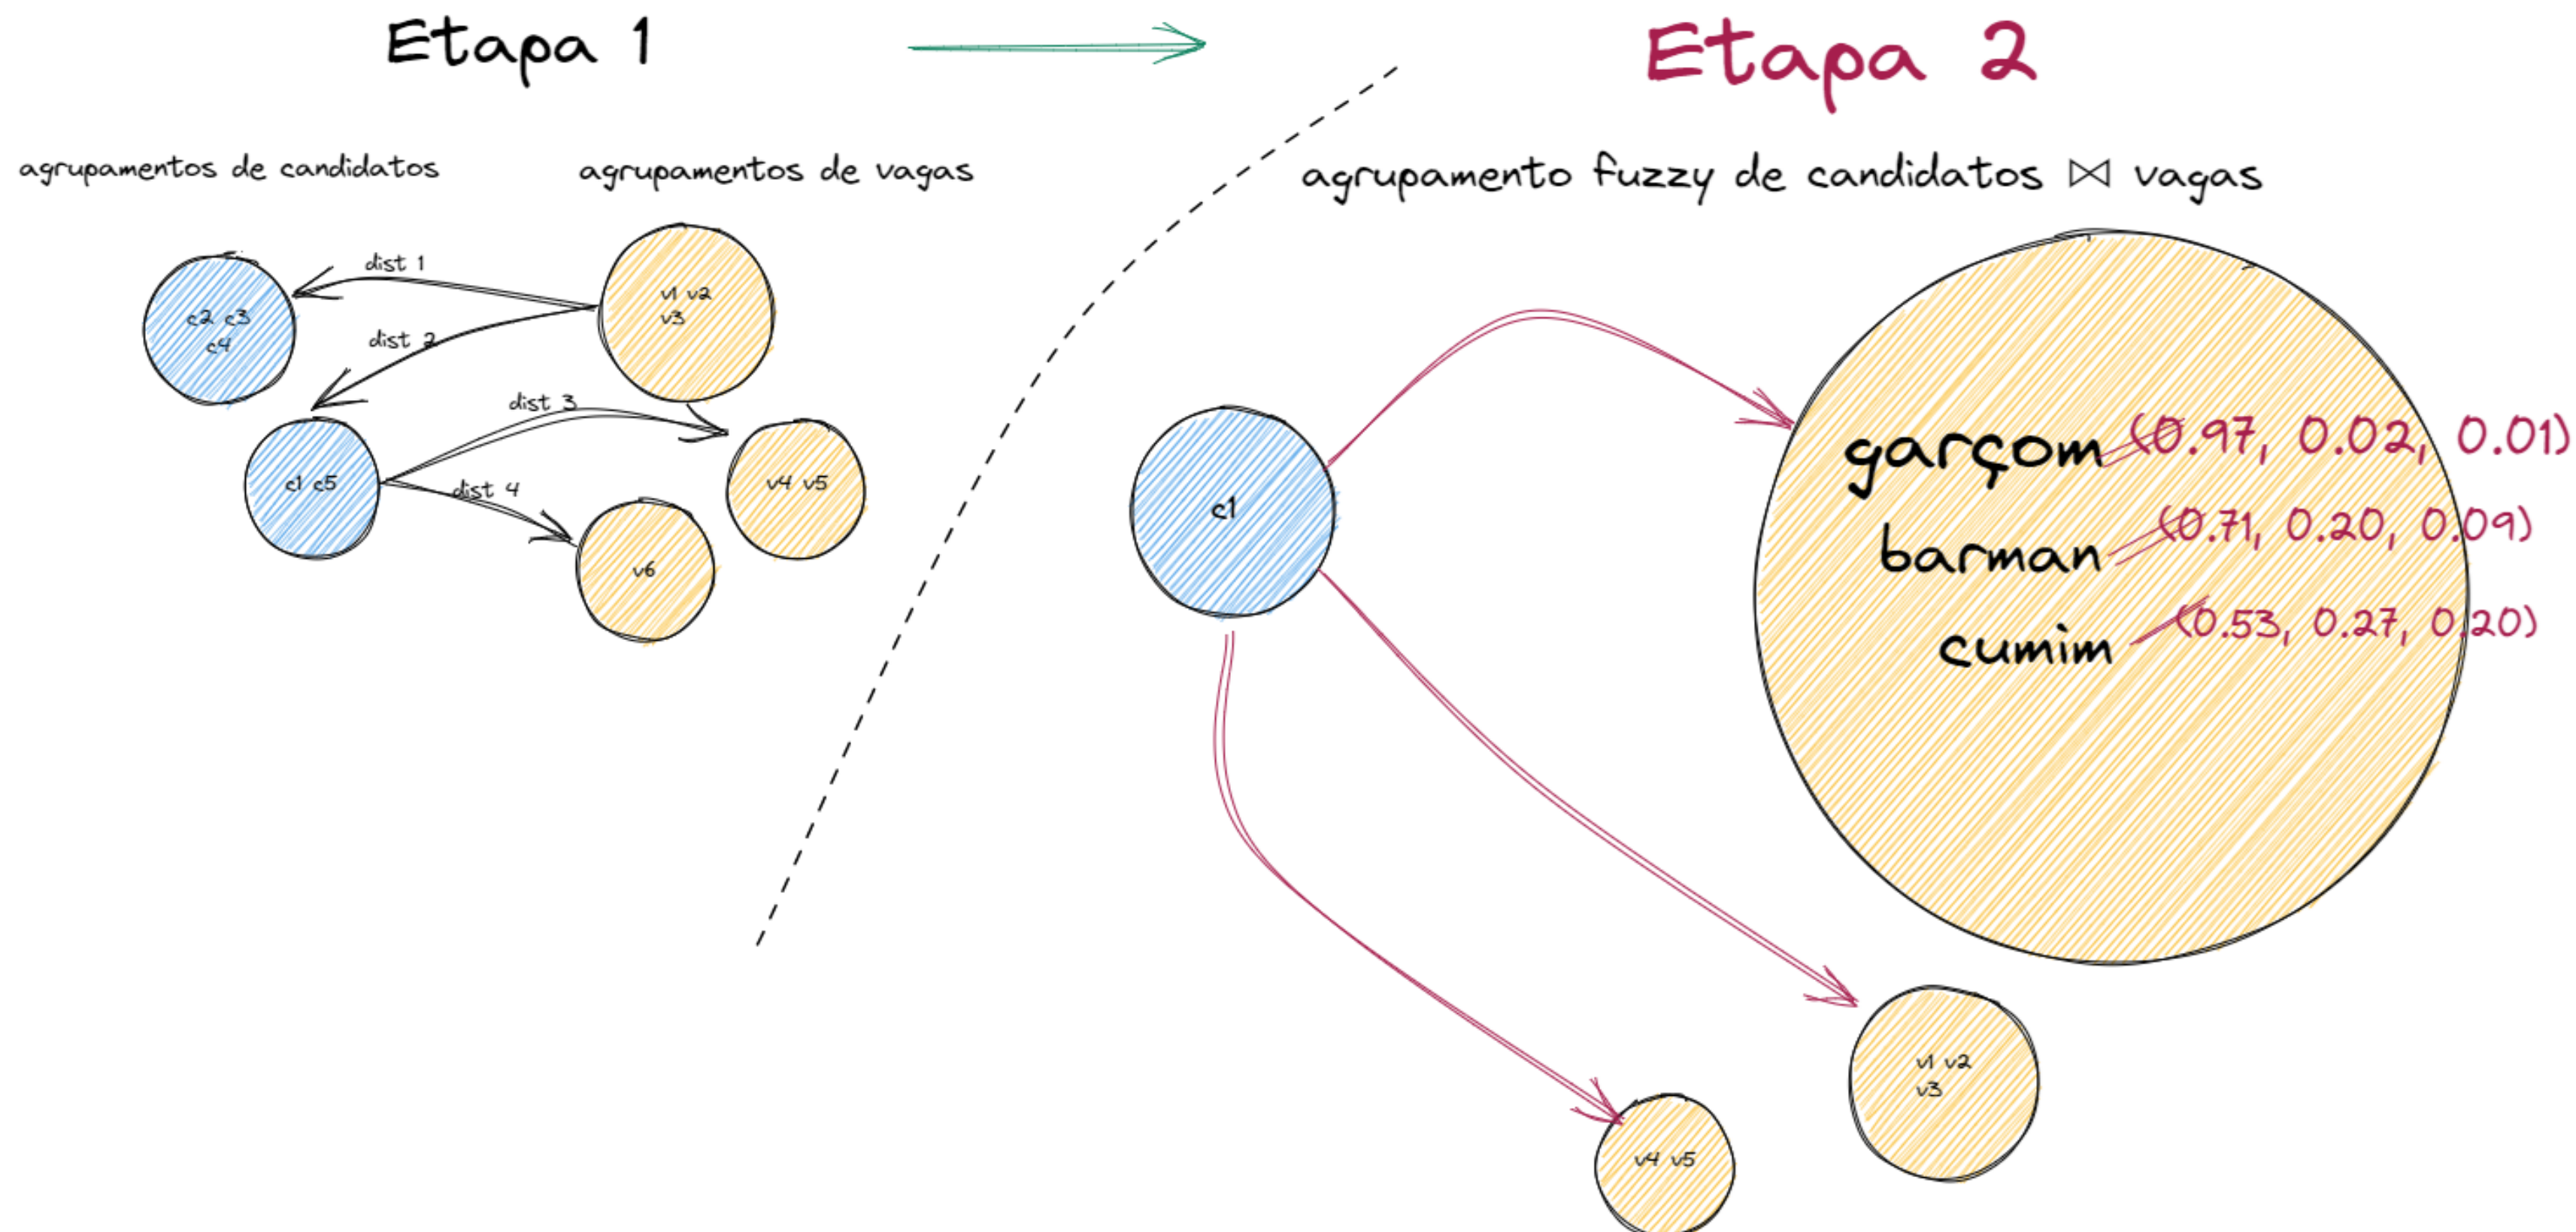 Etapa 1
agrupamentos de candidatos
agrupamentos de vagas
dist 1
c2 c3
c4
v1 v2
v3
dist 2
dist 3
c1 c5
dist 4
v4 v5
v6
Etapa 2
agrupamento fuzzy de candidatos ⋈ vagas
c1
garçom (0.97, 0.02, 0.01)
barman (0.71, 0.20, 0.09)
cumim (0.53, 0.27, 0.20)
v1 v2
v3
v4 v5